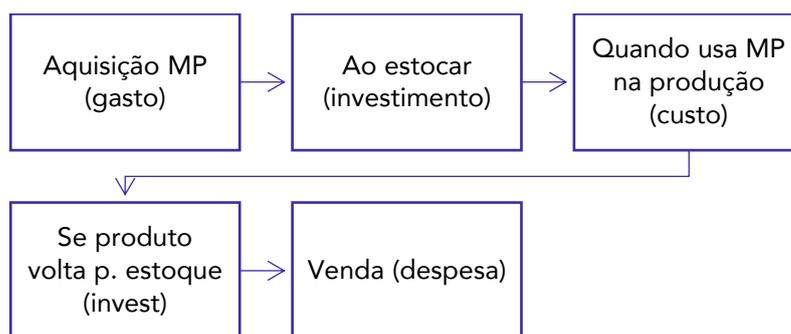 Aquisição MP
(gasto)
Ao estocar
(investimento)
Quando usa MP
na produção
(custo)
Se produto
volta p. estoque
(invest)
Venda (despesa)